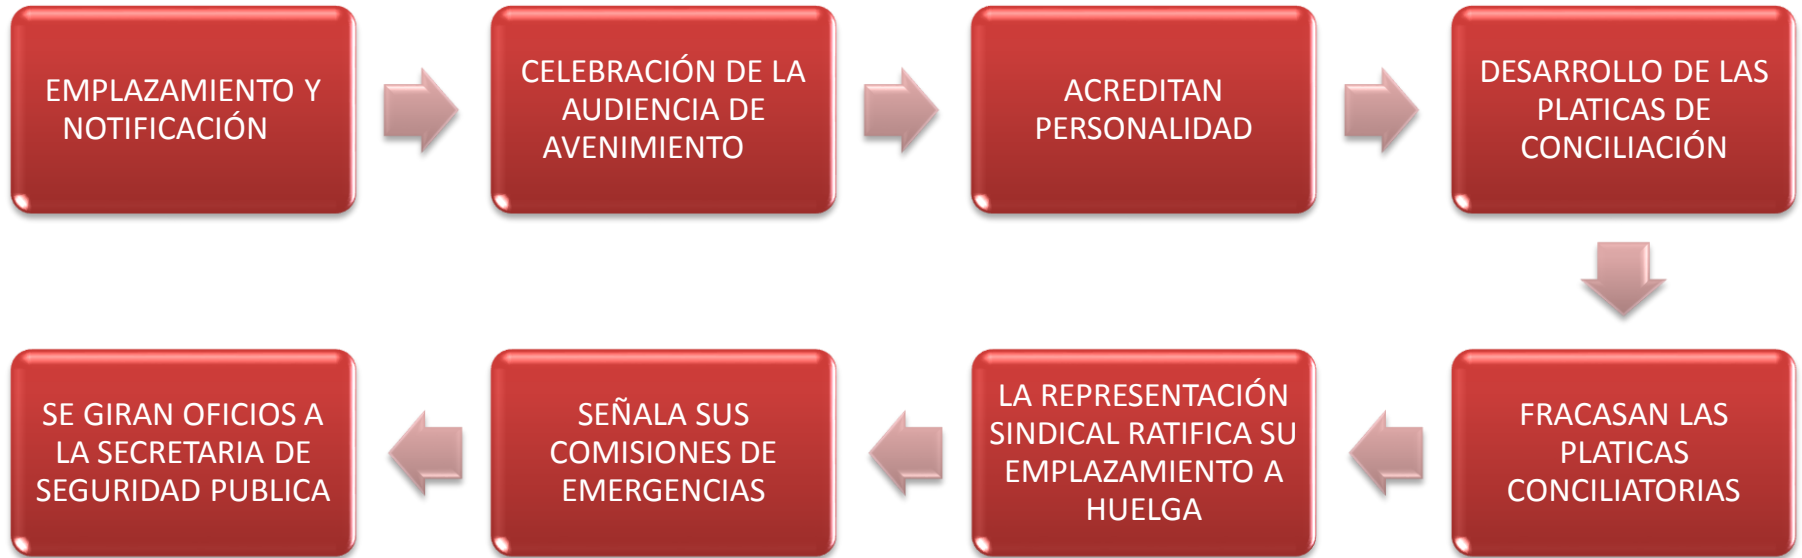 EMPLAZAMIENTO Y
NOTIFICACIÓN
CELEBRACIÓN DE LA
AUDIENCIA DE
AVENIMIENTO
ACREDITAN
PERSONALIDAD
DESARROLLO DE LAS
PLATICAS DE
CONCILIACIÓN
FRACASAN LAS
PLATICAS
CONCILIATORIAS
LA REPRESENTACIÓN
SINDICAL RATIFICA SU
EMPLAZAMIENTO A
HUELGA
SEÑALA SUS
COMISIONES DE
EMERGENCIAS
SE GIRAN OFICIOS A
LA SECRETARIA DE
SEGURIDAD PUBLICA